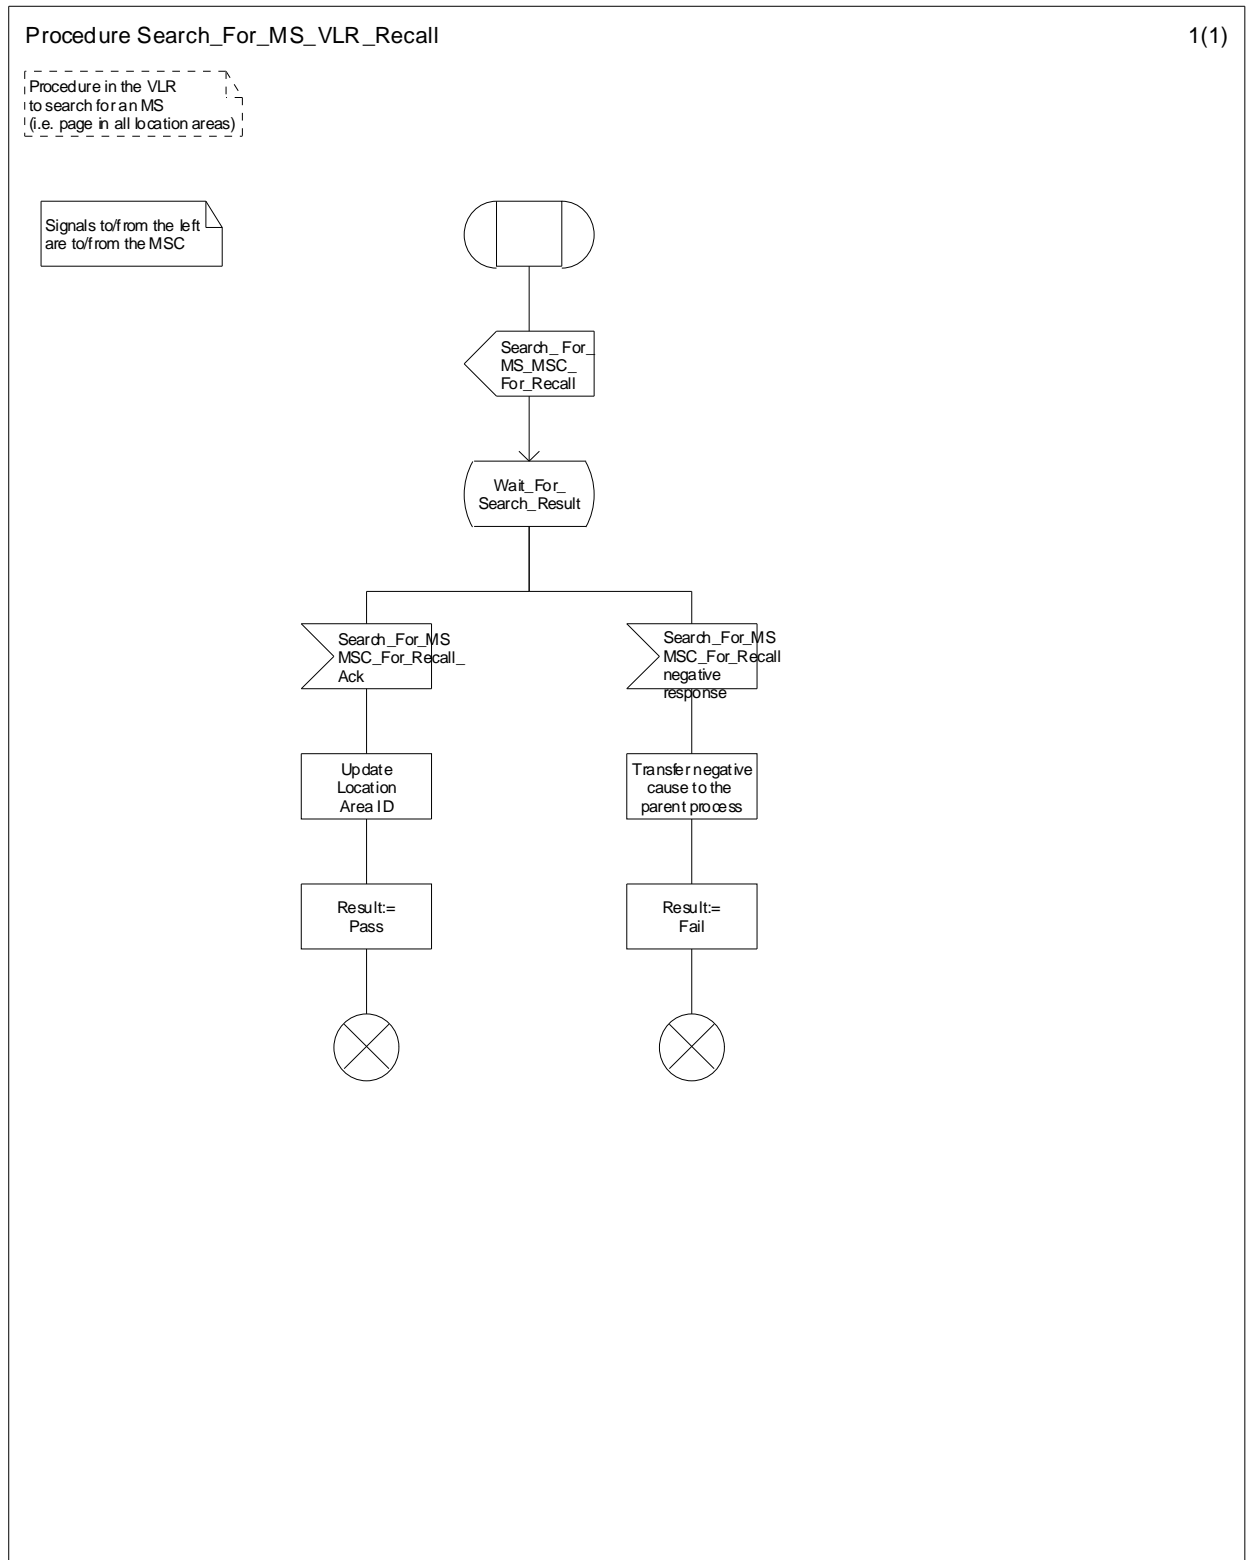 Procedure Search_For_MS_VLR_Recall
1(1)
Procedure in the VLR
to search for an MS
(i.e. page in all location areas)
Signals to/from the left
are to/from the MSC
Search_ For_
MS_MSC_
For_Recall
Wait_For_
Search_Result
Search_For_MS
MSC_For_Recall_
Ack
Search_For_MS
MSC_For_Recall
negative
response
Update
Location
Area ID
Transfer negative
cause to the
parent process
Result:=
Pass
Result:=
Fail